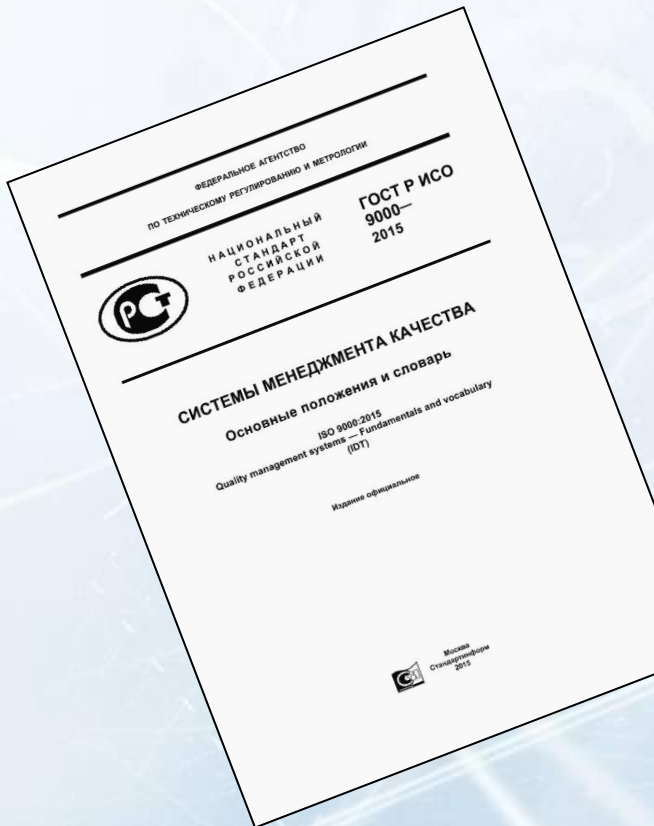 ФЕДЕРАЛЬНОЕ АГЕНТСТВО
ПО ТЕХНИЧЕСКОМУ РЕГУЛИРОВАНИЮ И МЕТРОЛОГИИ
НАЦИОНАЛЬНЫЙ
СТАНДАРТ
РОССИЙСКОЙ
ФЕДЕРАЦИИ
ГОСТ Р ИСО
9000—
2015
РСТ
СИСТЕМЫ МЕНЕДЖМЕНТА КАЧЕСТВА
Основные положения и словарь
ISO 9000:2015
Quality management systems — Fundamentals and vocabulary
(IDT)
Издание официальное
Москва
Стандартинформ
2015